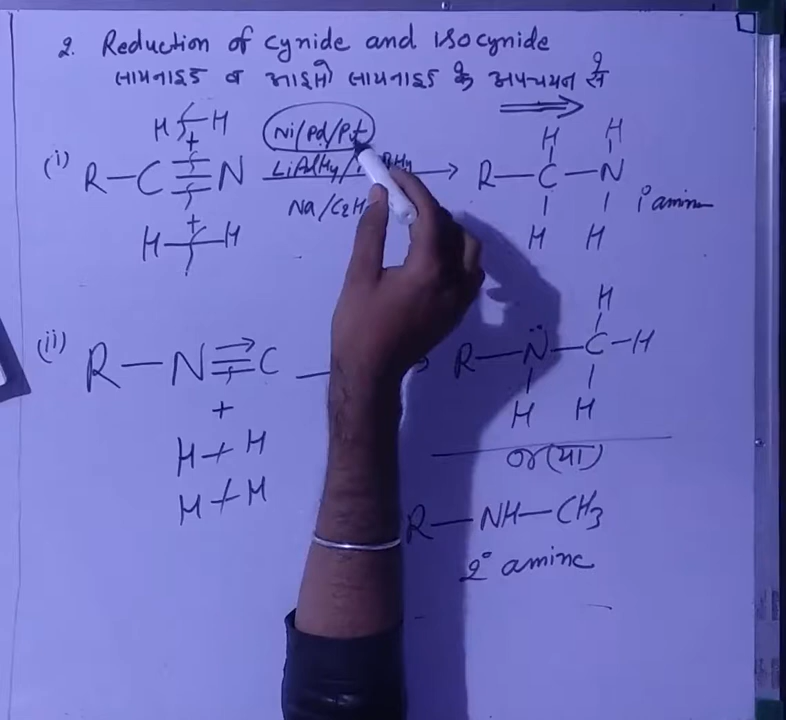 2. Reduction of cynide and isocynide
सायनाइड व आइसो सायनाइड के अपचयन से
H H
+
(i) R—C≡N Ni/Pd/Pt R—C—N
H H
Na/C2H
+
H—H
H H
1° amine
(ii) R—N≡C R—N̈—C—H
H
+
H H
H—H
H—H
or (या)
R—NH—CH3
2° amine